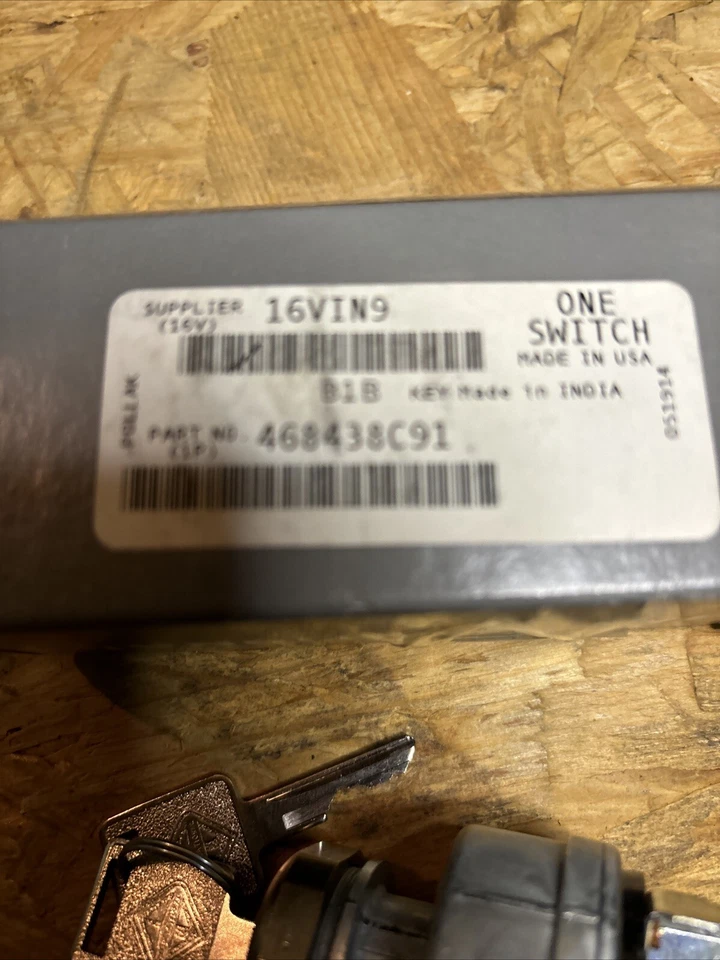 SUPPLIER 16VIN9
(16V)
ONE
SWITCH
MADE IN USA
B1B KEY Made in INDIA
POLLAK
PART NO. 468438C91
(1P)
051914